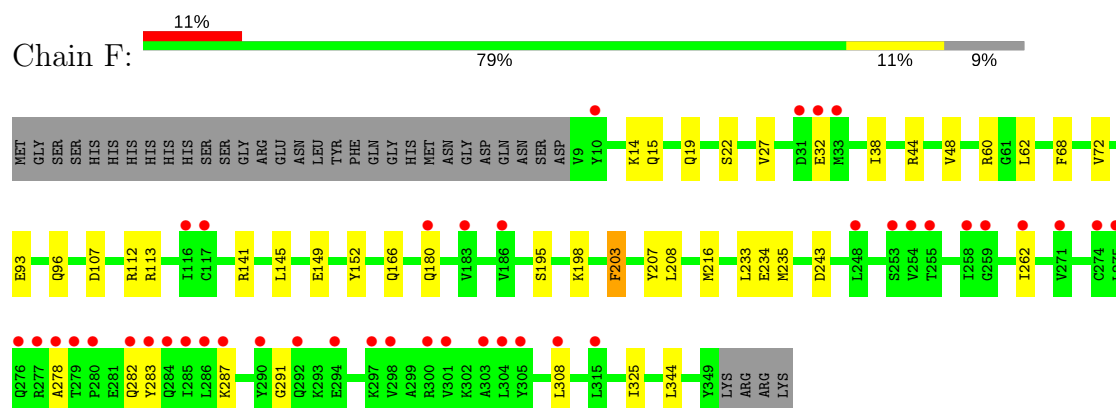 11%
Chain F:
79% 11% 9%
MET GLY SER SER HIS HIS HIS HIS HIS HIS SER SER GLY ARG GLU ASN LEU TYR PHE GLN GLY HIS MET ASN GLY ASP GLN ASN SER ASP V9 Y10 K14 Q15 Q19 S22 V27 D31 E32 M33 I38 R44 V48 R60 G61 L62 F68 V72
E93 Q96 D107 R112 R113 I116 C117 R141 L145 E149 Y152 Q166 Q180 V183 V186 S195 K198 F203 Y207 L208 M216 L233 E234 M235 D243 L248 S253 V254 T255 I258 G259 I262 V271 C274
Q276 R277 A278 T279 P280 E281 Q282 Y283 Q284 I285 L286 K287 Y290 G291 Q292 K293 E294 K297 V298 A299 R300 V301 K302 A303 L304 Y305 L308 L315 I325 L344 Y349 LYS ARG ARG LYS